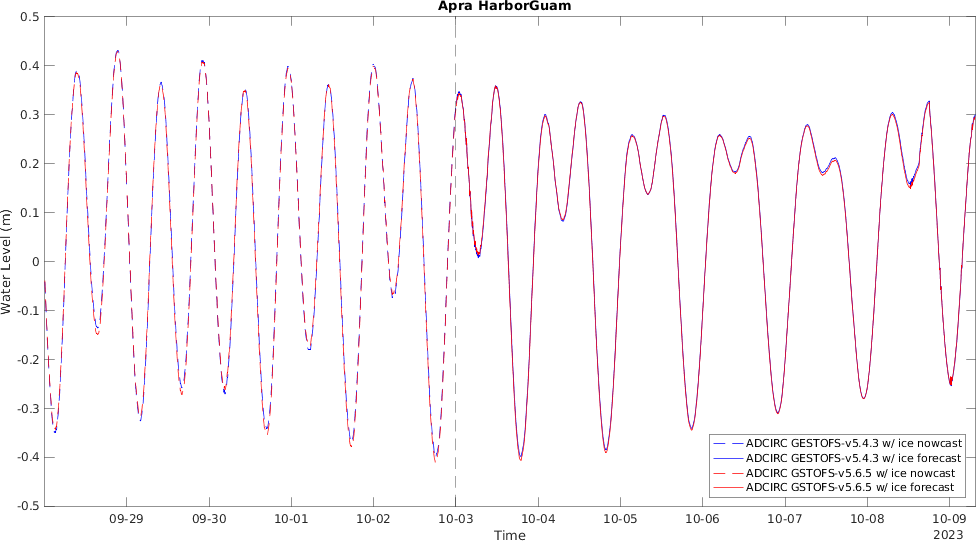 Apra HarborGuam
0.5
0.4
0.3
0.2
0.1
0
-0.1
-0.2
-0.3
-0.4
-0.5
Water Level (m)
ADCIRC GESTOFS-v5.4.3 w/ ice nowcast
ADCIRC GESTOFS-v5.4.3 w/ ice forecast
ADCIRC GSTOFS-v5.6.5 w/ ice nowcast
ADCIRC GSTOFS-v5.6.5 w/ ice forecast
09-29 09-30 10-01 10-02 10-03 10-04 10-05 10-06 10-07 10-08 10-09
2023
Time